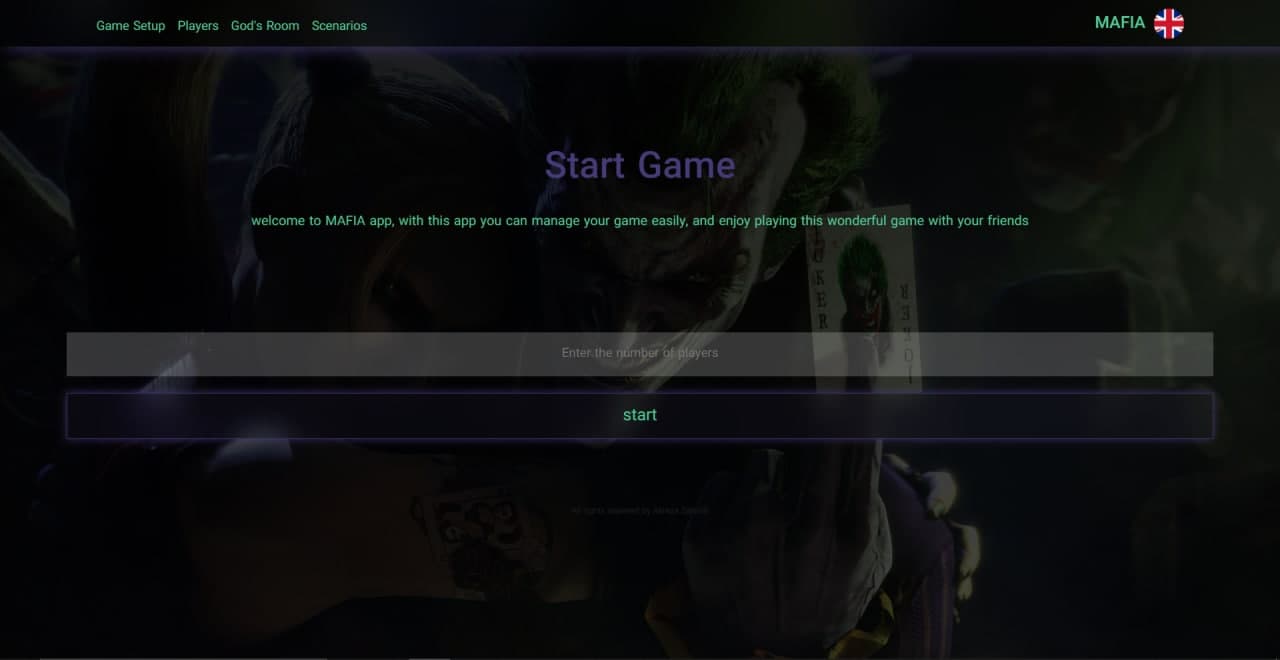 Game Setup Players God's Room Scenarios
MAFIA
Start Game
welcome to MAFIA app, with this app you can manage your game easily, and enjoy playing this wonderful game with your friends
JOKER
JOKER
Enter the number of players
start
All rights reserved by